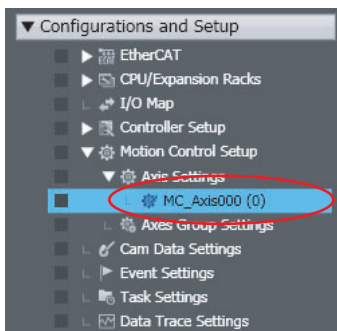 Configurations and Setup
EtherCAT
CPU/Expansion Racks
I/O Map
Controller Setup
Motion Control Setup
Axis Settings
MC_Axis000 (0)
Axes Group Settings
Cam Data Settings
Event Settings
Task Settings
Data Trace Settings